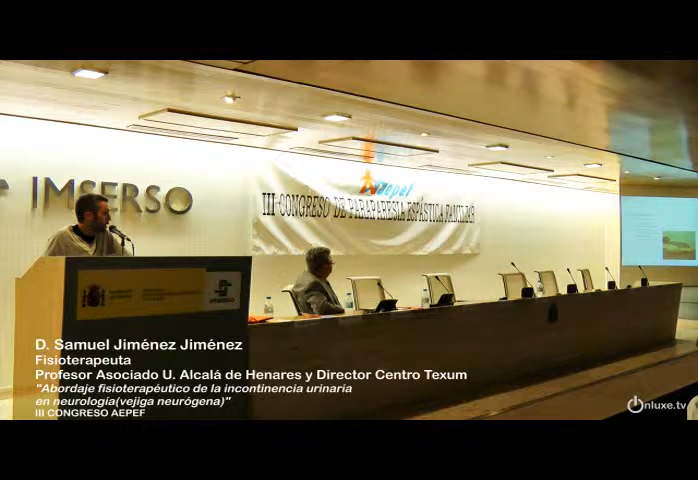 IMSERSO
aepef
III CONGRESO DE PARAPARESIA ESPÁSTICA FAMILIAR
IMSERSO
D. Samuel Jiménez Jiménez
Fisioterapeuta
Profesor Asociado U. Alcalá de Henares y Director Centro Texum
"Abordaje fisioterapéutico de la incontinencia urinaria
en neurología(vejiga neurógena)"
III CONGRESO AEPEF
Onluxe.tv